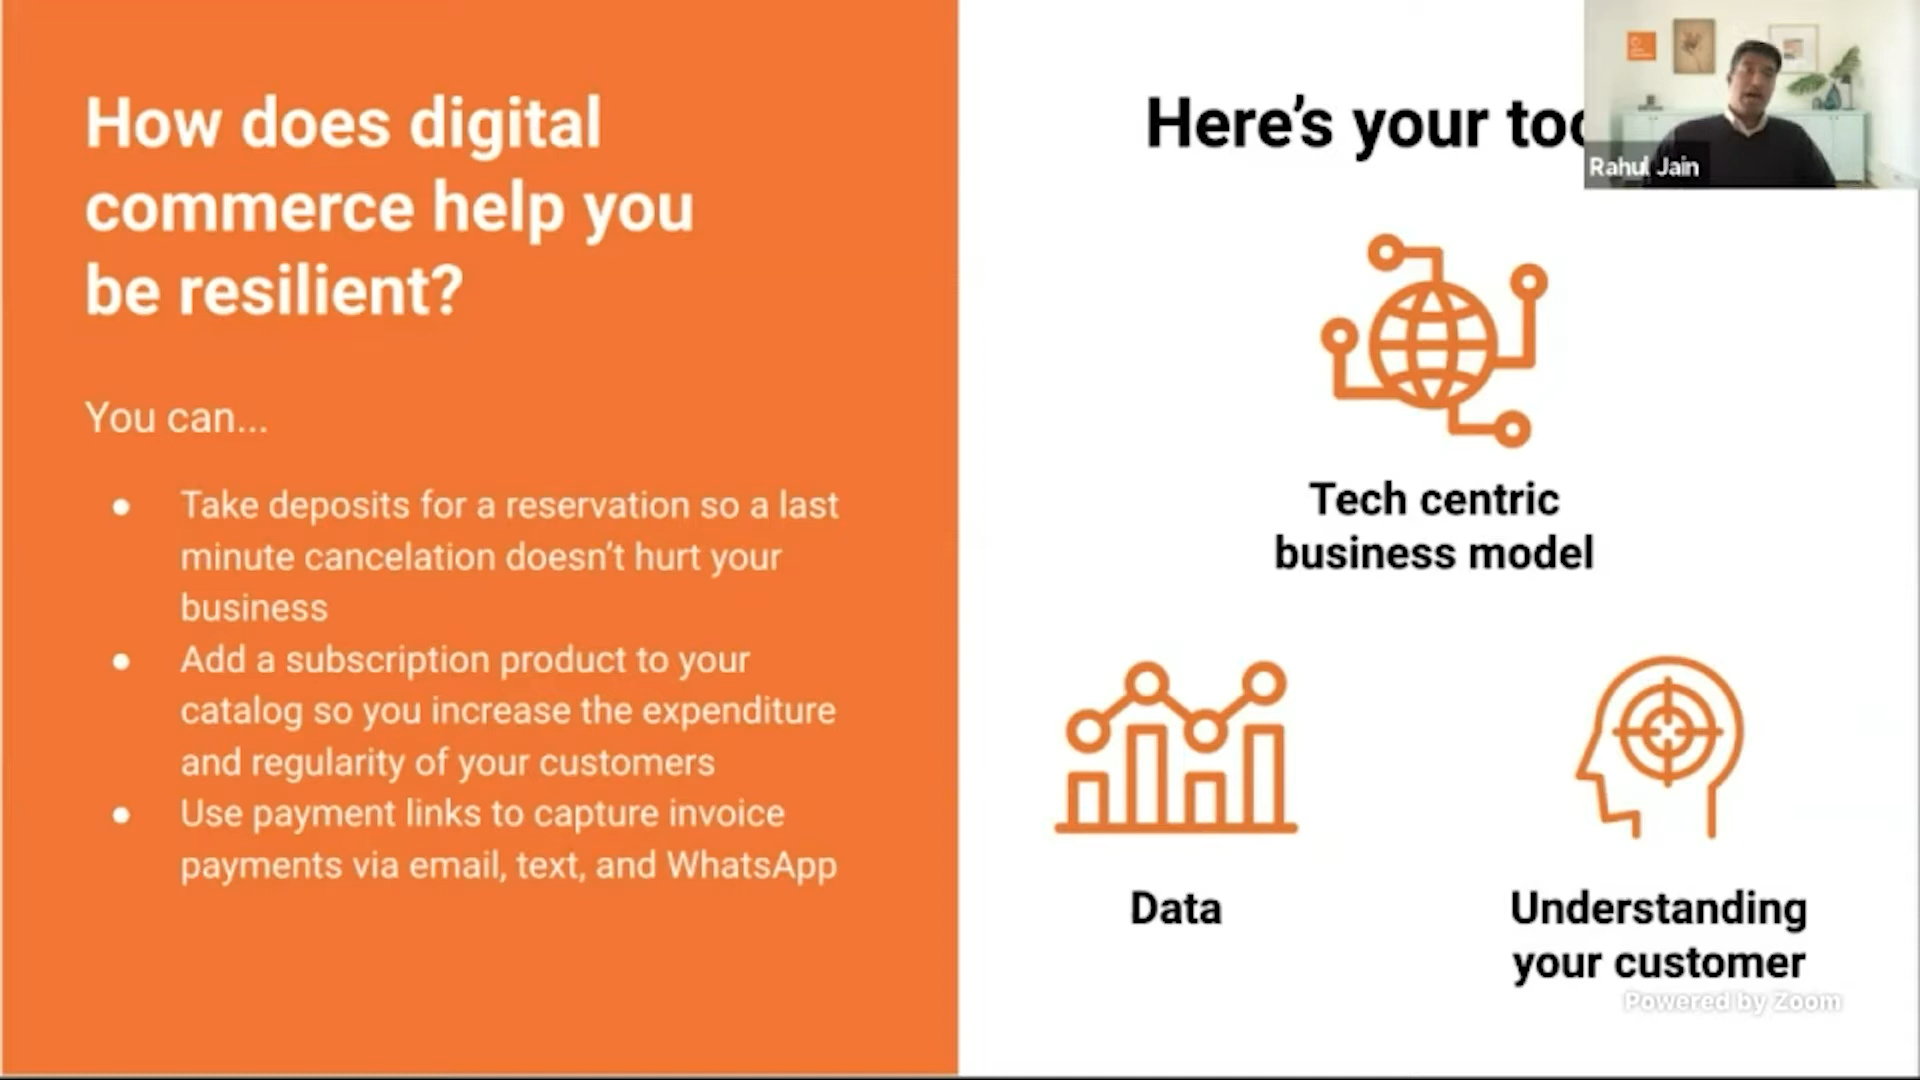 How does digital
commerce help you
be resilient?
You can...
● Take deposits for a reservation so a last
minute cancelation doesn't hurt your
business
● Add a subscription product to your
catalog so you increase the expenditure
and regularity of your customers
● Use payment links to capture invoice
payments via email, text, and WhatsApp
Here's your
Rahul Jain
Tech centric
business model
Data
Understanding
your customer
Powered by Zoom